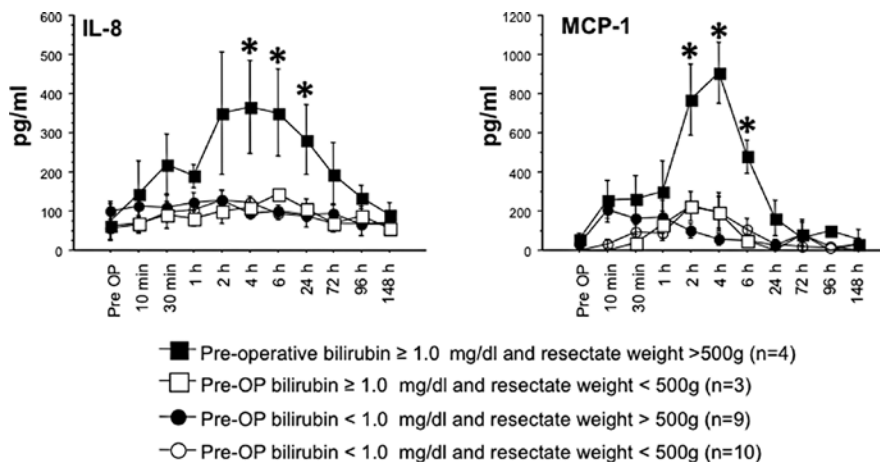 IL-8
pg/ml
600
500
400
300
200
100
0
* * *
Pre OP
10 min
30 min
1 h
2 h
4 h
6 h
24 h
72 h
96 h
148 h
MCP-1
pg/ml
1200
1000
800
600
400
200
0
* * *
Pre OP
10 min
30 min
1 h
2 h
4 h
6 h
24 h
72 h
96 h
148 h
Pre-operative bilirubin ≥ 1.0 mg/dl and resectate weight >500g (n=4)
Pre-OP bilirubin ≥ 1.0 mg/dl and resectate weight < 500g (n=3)
Pre-OP bilirubin < 1.0 mg/dl and resectate weight > 500g (n=9)
Pre-OP bilirubin < 1.0 mg/dl and resectate weight < 500g (n=10)